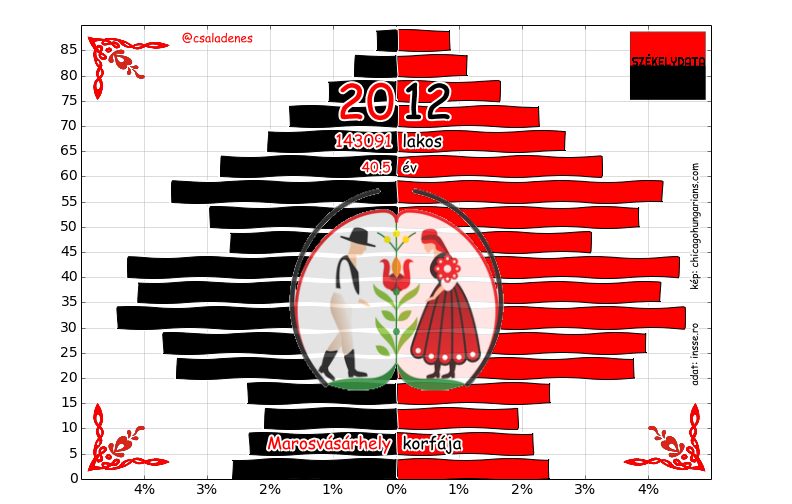 @csaladenes
SZÉKELYDATA
2012
143091 lakos
40.5 év
kép: chicagohungarians.com
adat: insse.ro
Marosvásárhely korfája
85
80
75
70
65
60
55
50
45
40
35
30
25
20
15
10
5
0
4% 3% 2% 1% 0% 1% 2% 3% 4%